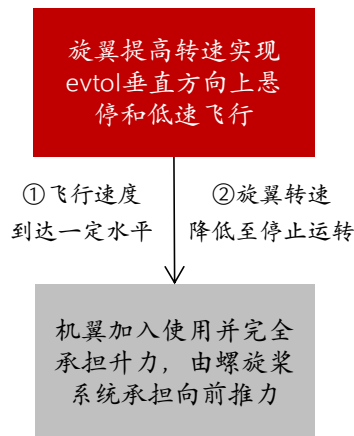 旋翼提高转速实现
evtol垂直方向上悬
停和低速飞行
①飞行速度
到达一定水平
②旋翼转速
降低至停止运转
机翼加入使用并完全
承担升力，由螺旋桨
系统承担向前推力